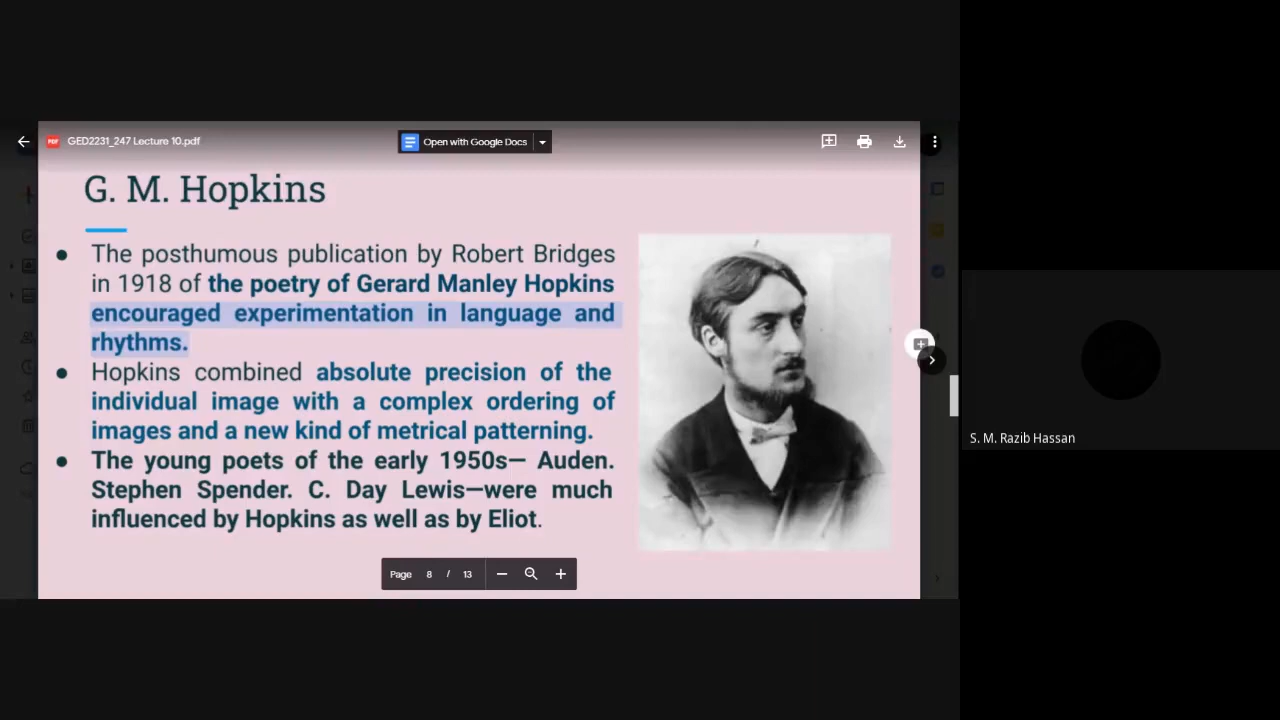 GED2231_247 Lecture 10.pdf
Open with Google Docs
G. M. Hopkins
The posthumous publication by Robert Bridges
in 1918 of the poetry of Gerard Manley Hopkins
encouraged experimentation in language and
rhythms.
Hopkins combined absolute precision of the
individual image with a complex ordering of
images and a new kind of metrical patterning.
The young poets of the early 1950s— Auden.
Stephen Spender. C. Day Lewis—were much
influenced by Hopkins as well as by Eliot.
Page 8 / 13
S. M. Razib Hassan